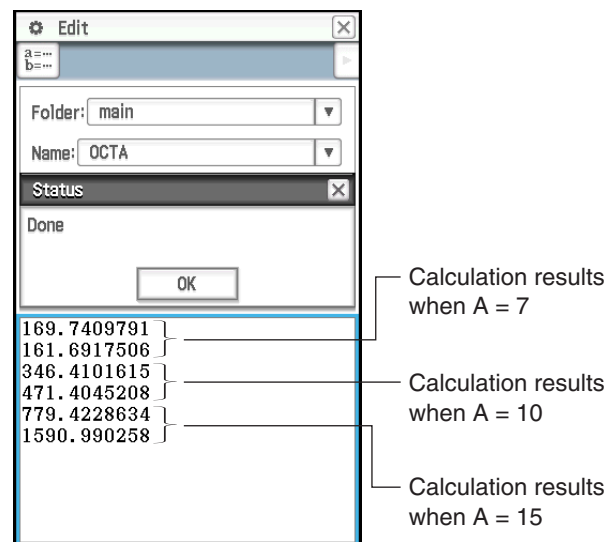 Edit
a=…
b=…
Folder: main
Name: OCTA
Status
Done
OK
169.7409791
161.6917506
346.4101615
471.4045208
779.4228634
1590.990258
Calculation results
when A = 7
Calculation results
when A = 10
Calculation results
when A = 15